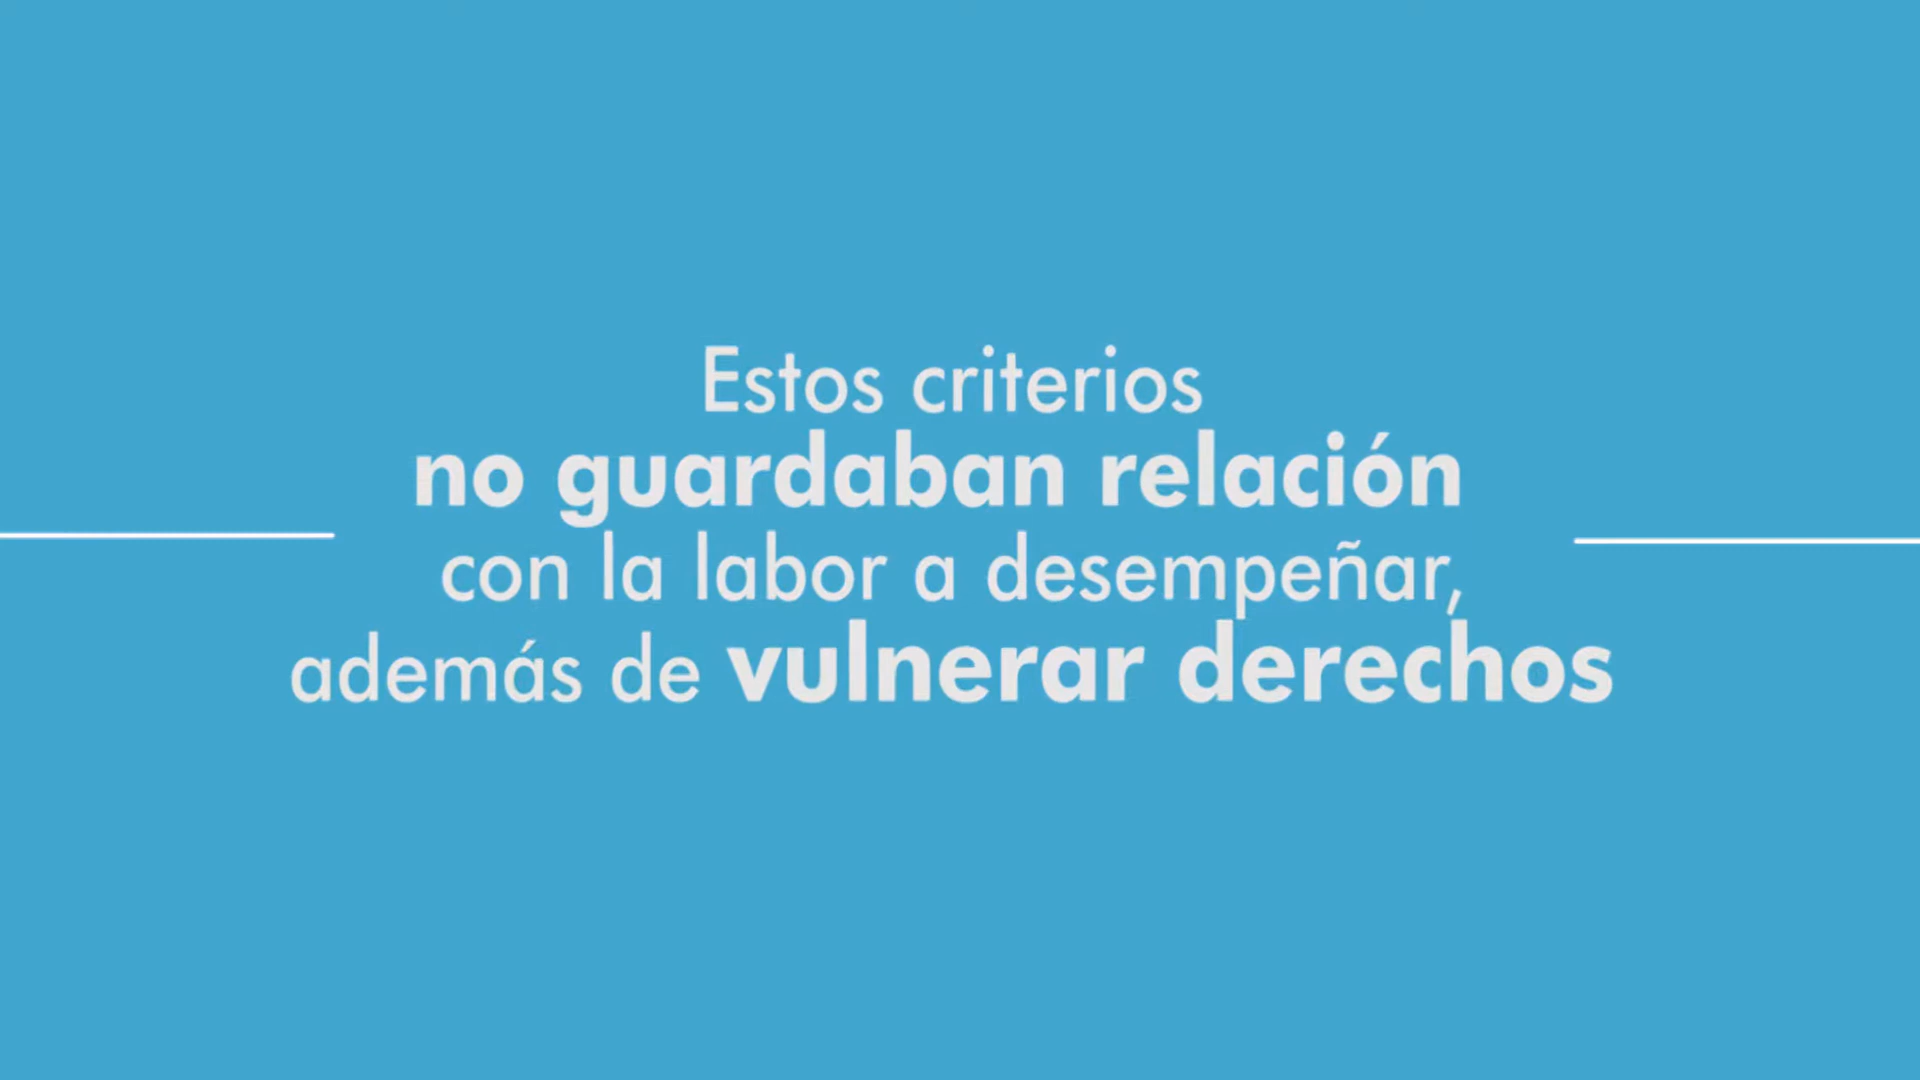 Estos criterios
no guardaban relación
con la labor a desempeñar,
además de vulnerar derechos